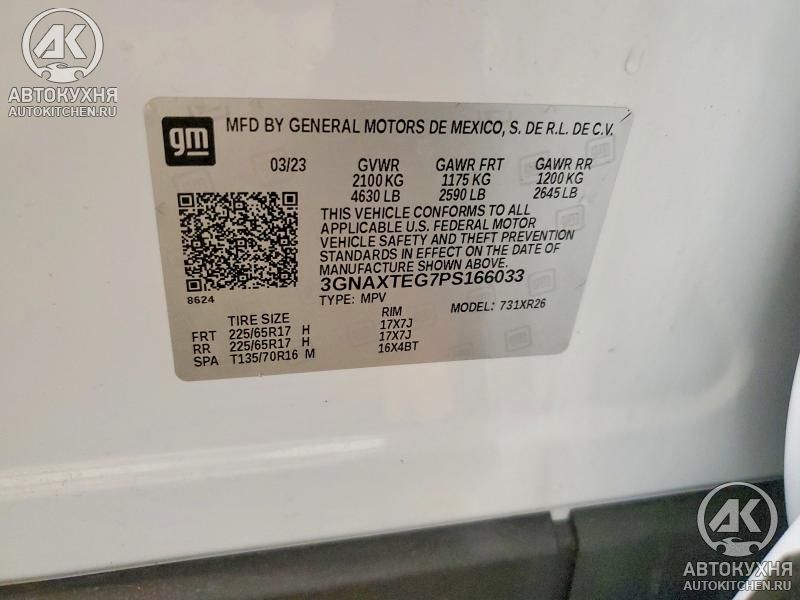 AK
АВТОКУХНЯ
AUTOKITCHEN.RU
gm
MFD BY GENERAL MOTORS DE MEXICO, S. DE R.L. DE C.V.
03/23 GVWR GAWR FRT GAWR RR
2100 KG 1175 KG 1200 KG
4630 LB 2590 LB 2645 LB
THIS VEHICLE CONFORMS TO ALL
APPLICABLE U.S. FEDERAL MOTOR
VEHICLE SAFETY AND THEFT PREVENTION
STANDARDS IN EFFECT ON THE DATE OF
MANUFACTURE SHOWN ABOVE.
3GNAXTEG7PS166033
8624
TYPE: MPV MODEL: 731XR26
TIRE SIZE RIM
FRT 225/65R17 H 17X7J
RR 225/65R17 H 17X7J
SPA T135/70R16 M 16X4BT
AK
АВТОКУХНЯ
AUTOKITCHEN.RU